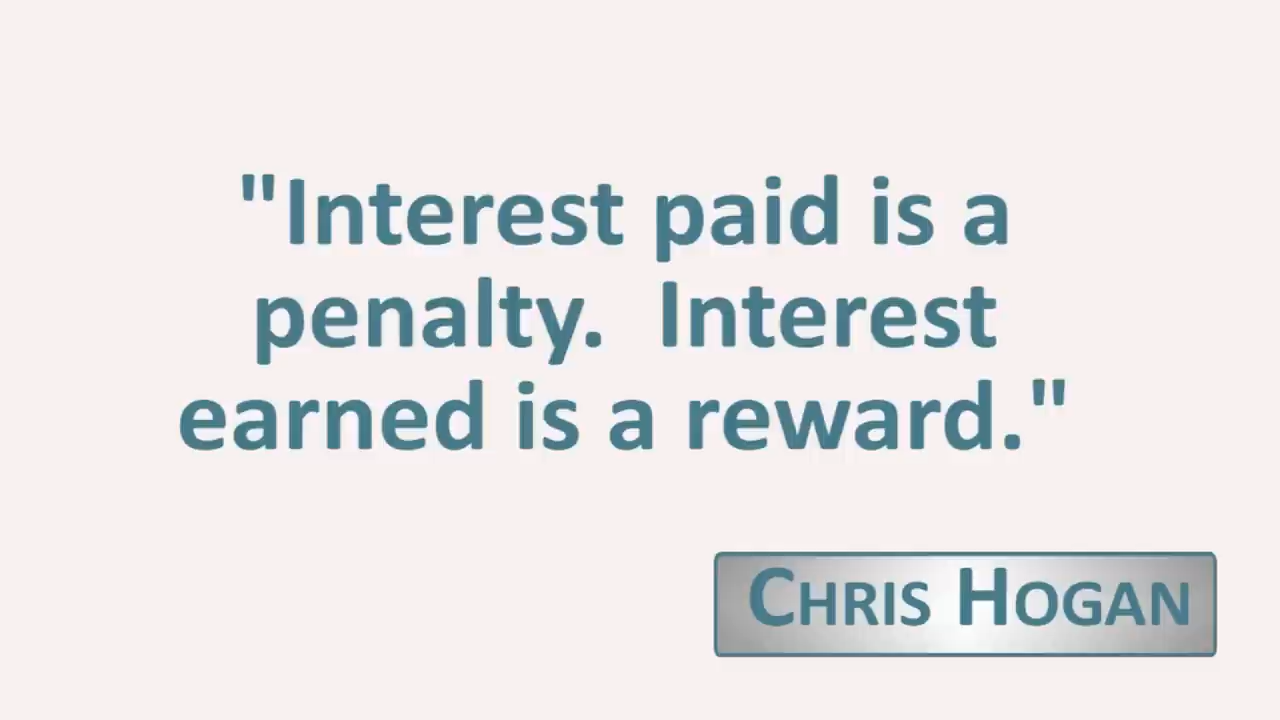 "Interest paid is a
penalty.  Interest
earned is a reward."
CHRIS HOGAN